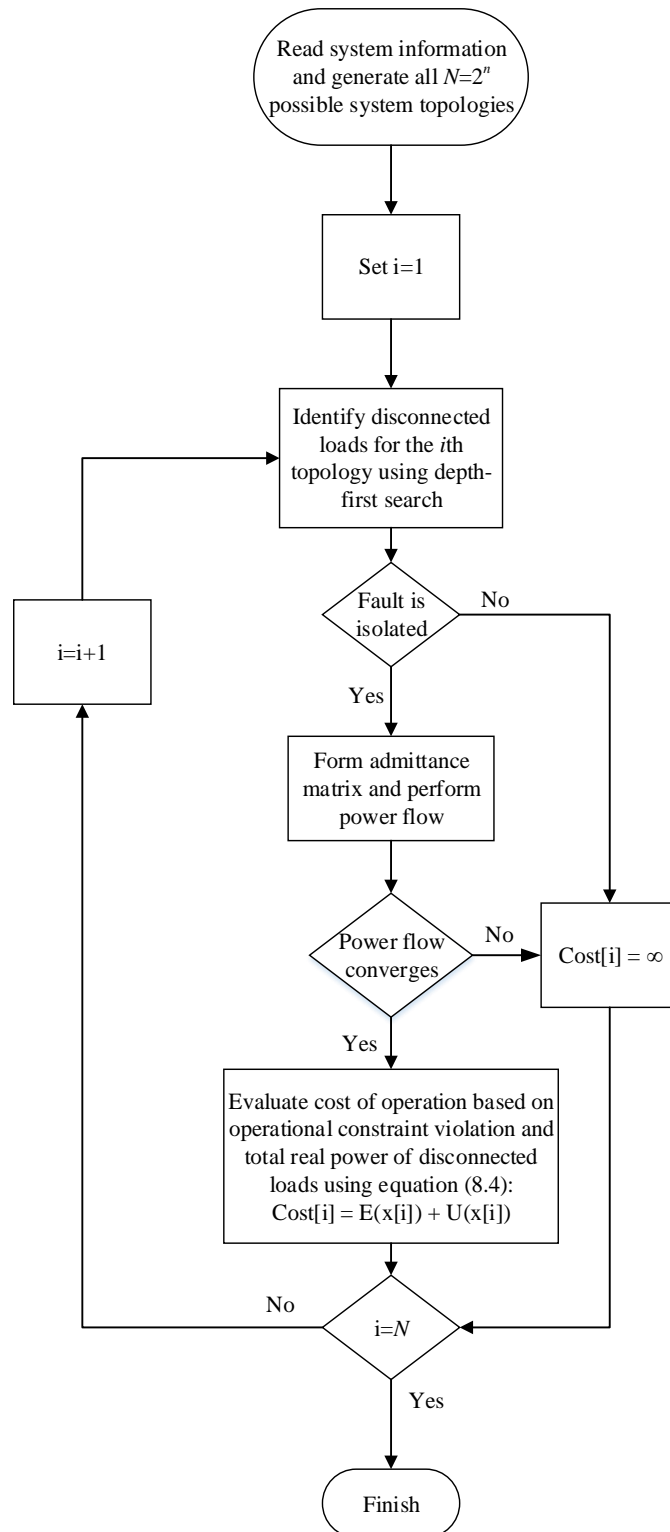 Read system information
and generate all N=2ⁿ
possible system topologies
Set i=1
Identify disconnected
loads for the ith
topology using depth-
first search
Fault is
isolated
No
Yes
i=i+1
Form admittance
matrix and perform
power flow
Power flow
converges
No
Cost[i] = ∞
Yes
Evaluate cost of operation based on
operational constraint violation and
total real power of disconnected
loads using equation (8.4):
Cost[i] = E(x[i]) + U(x[i])
No
i=N
Yes
Finish